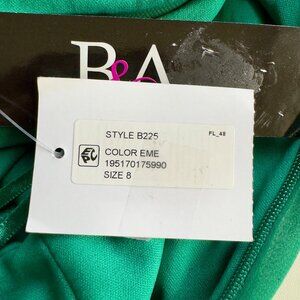 B&A
STYLE B225
FL_48
COLOR EME
195170175990
SIZE 8